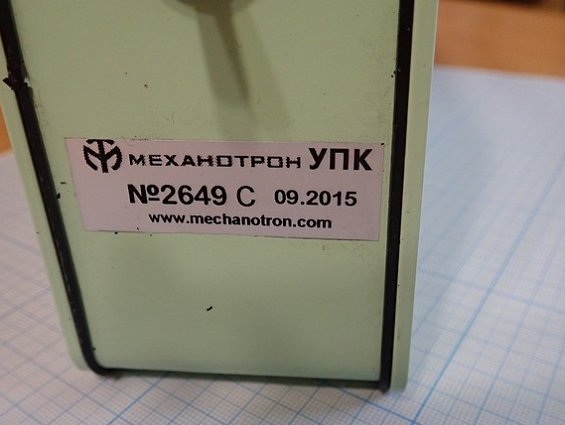 МЕХАНОТРОН УПК
№2649 С 09.2015
www.mechanotron.com